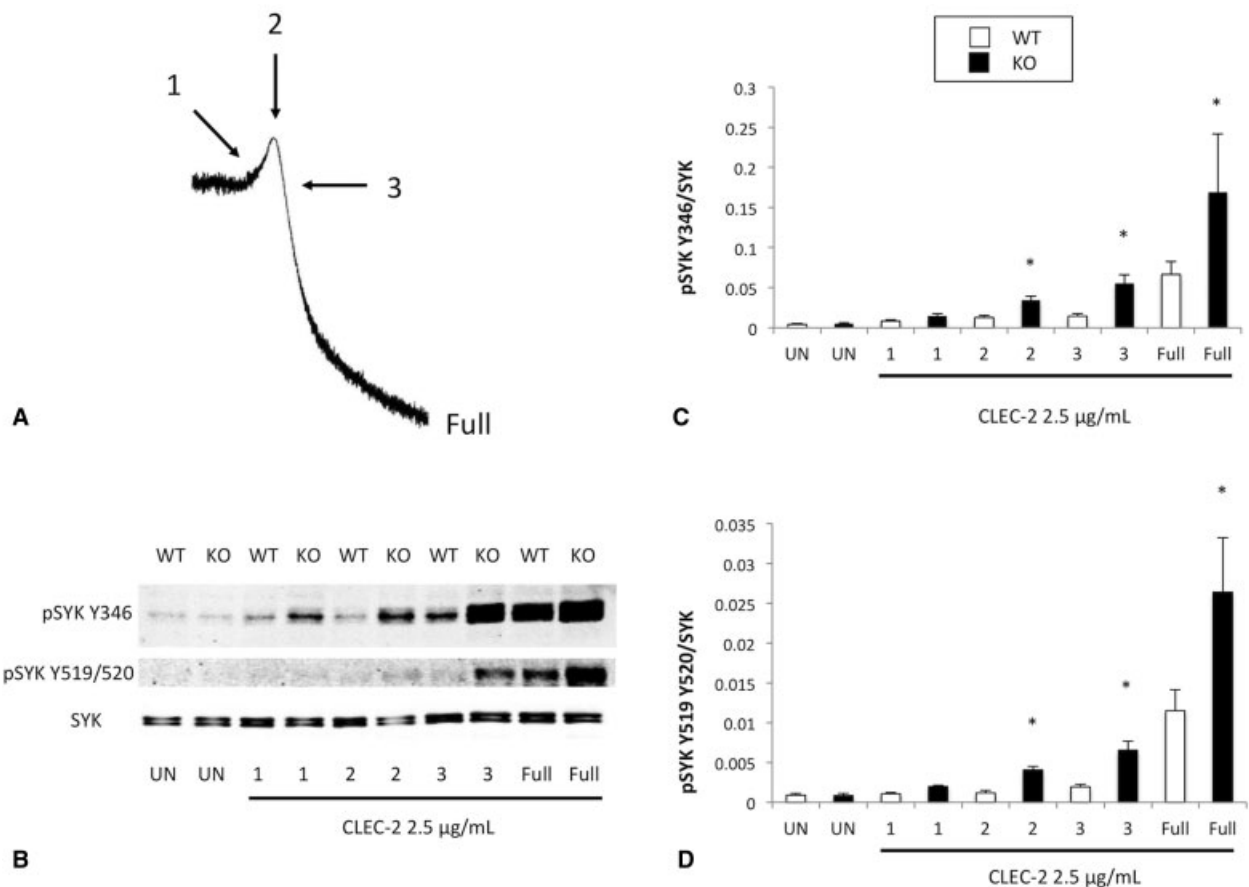 1
2
3
Full
A
WT KO WT KO WT KO WT KO WT KO
pSYK Y346
pSYK Y519/520
SYK
UN UN 1 1 2 2 3 3 Full Full
CLEC-2 2.5 µg/mL
B
WT
KO
pSYK Y346/SYK
0.3
0.25
0.2
0.15
0.1
0.05
0
* * *
UN UN 1 1 2 2 3 3 Full Full
CLEC-2 2.5 µg/mL
C
pSYK Y519 Y520/SYK
0.035
0.03
0.025
0.02
0.015
0.01
0.005
0
* * *
UN UN 1 1 2 2 3 3 Full Full
CLEC-2 2.5 µg/mL
D